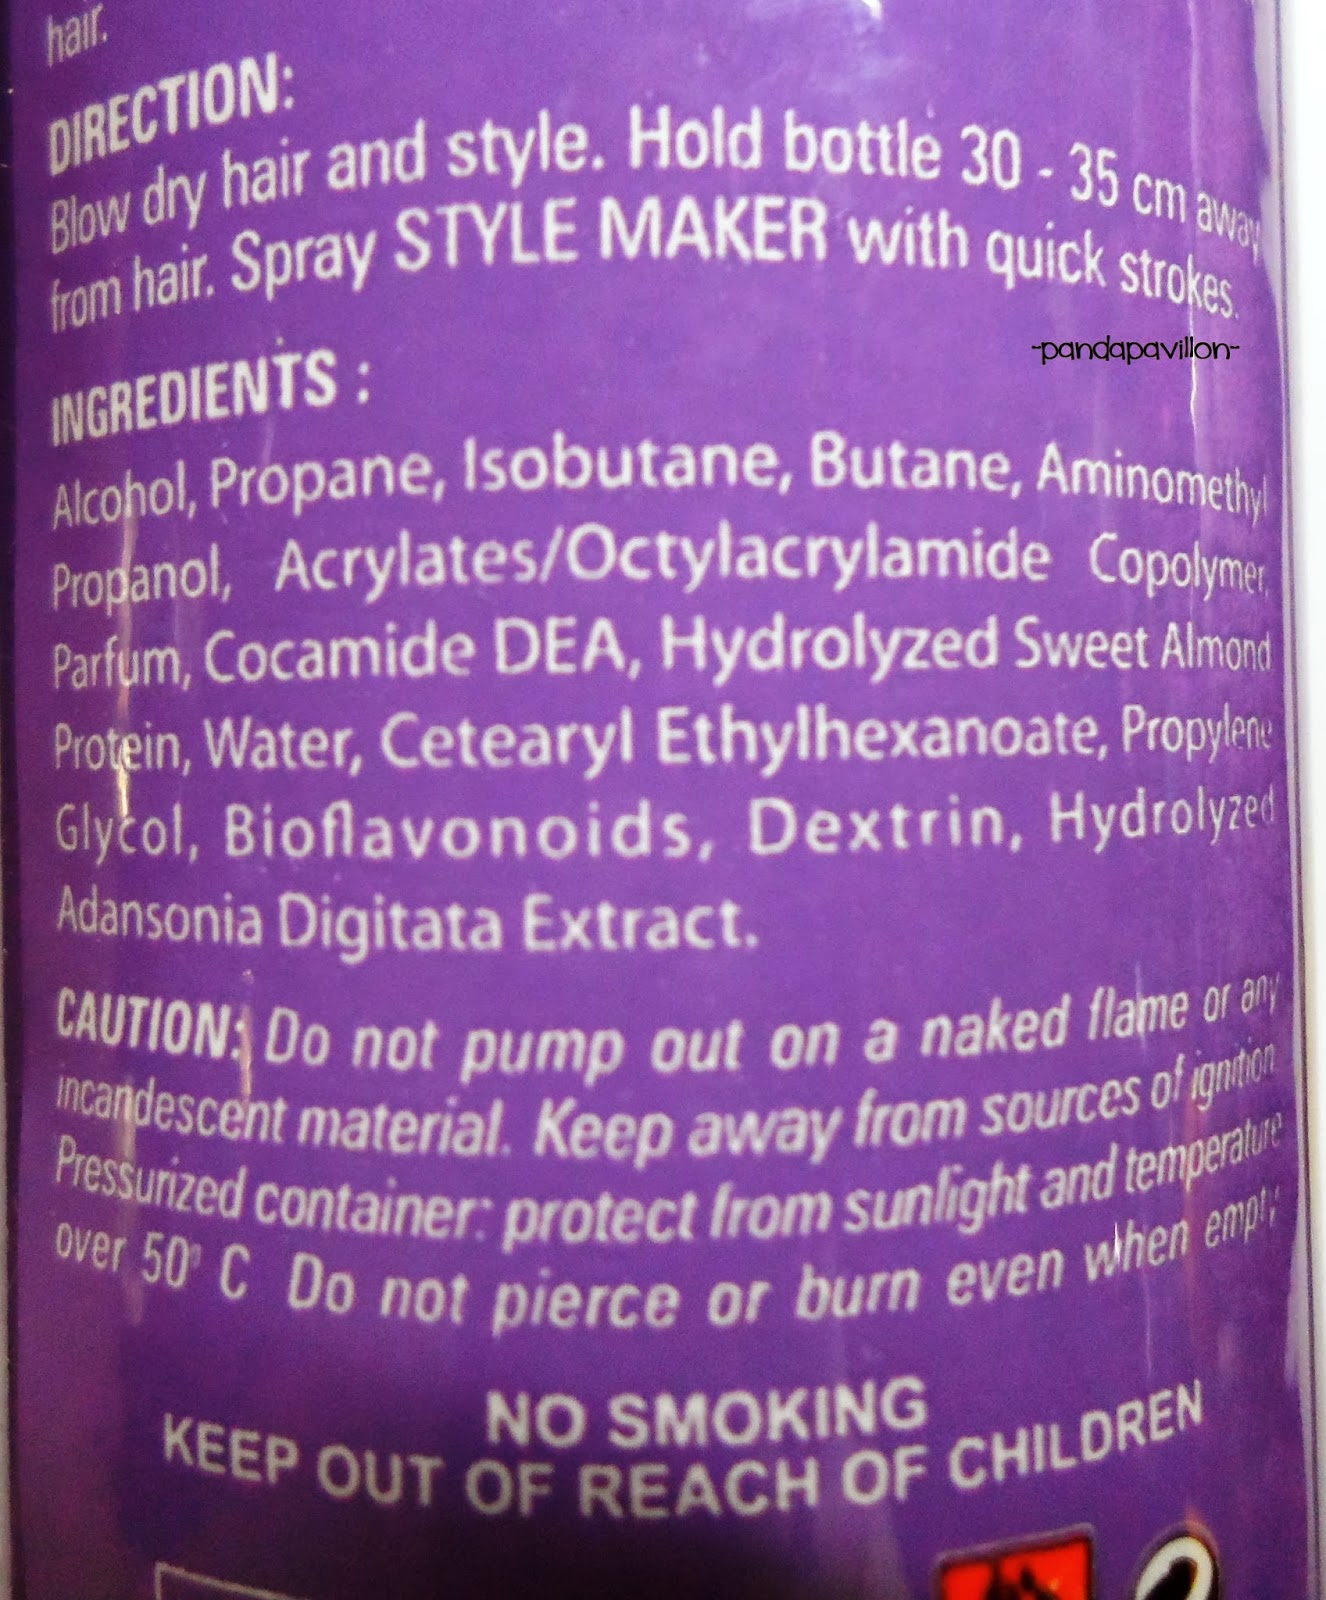 hair.
DIRECTION:
Blow dry hair and style. Hold bottle 30 - 35 cm away
from hair. Spray STYLE MAKER with quick strokes.
~pandapavillon~
INGREDIENTS :
Alcohol, Propane, Isobutane, Butane, Aminomethyl
Propanol, Acrylates/Octylacrylamide Copolymer,
Parfum, Cocamide DEA, Hydrolyzed Sweet Almond
Protein, Water, Cetearyl Ethylhexanoate, Propylene
Glycol, Bioflavonoids, Dextrin, Hydrolyzed
Adansonia Digitata Extract.
CAUTION: Do not pump out on a naked flame or any
incandescent material. Keep away from sources of ignition
Pressurized container: protect from sunlight and temperature
over 50° C Do not pierce or burn even when empty
NO SMOKING
KEEP OUT OF REACH OF CHILDREN